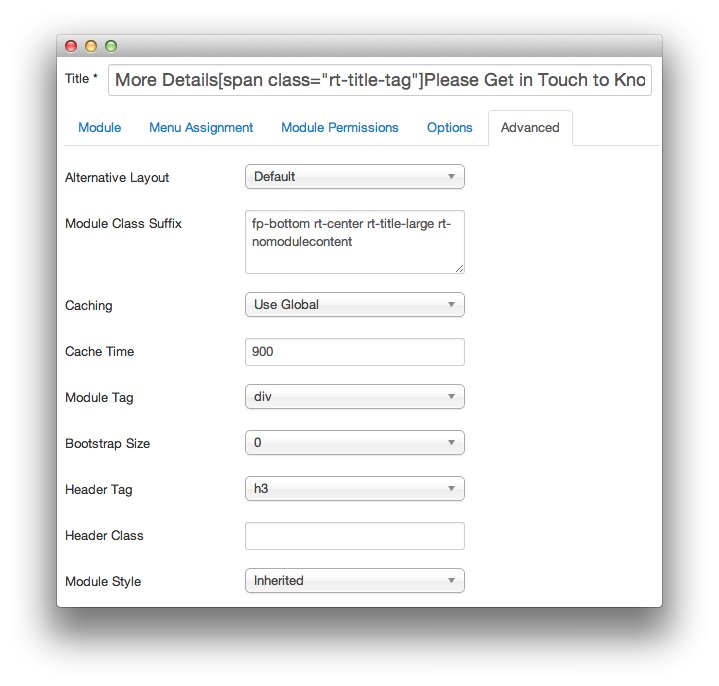 Title * More Details[span class="rt-title-tag"]Please Get in Touch to Kno
Module Menu Assignment Module Permissions Options Advanced
Alternative Layout Default
Module Class Suffix fp-bottom rt-center rt-title-large rt-
nomodulecontent
Caching Use Global
Cache Time 900
Module Tag div
Bootstrap Size 0
Header Tag h3
Header Class
Module Style Inherited